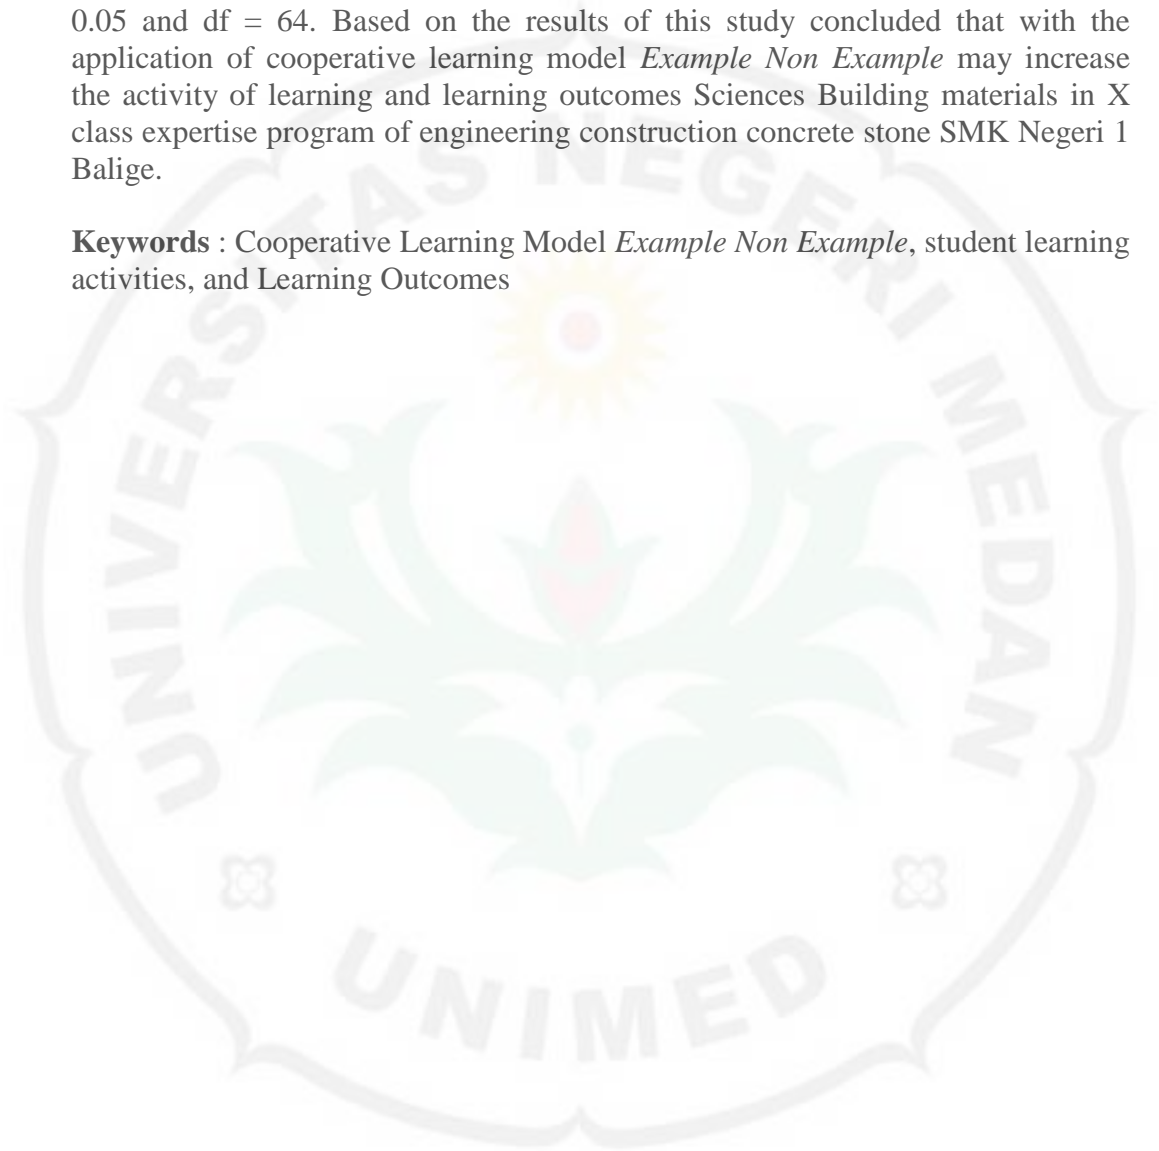 0.05 and df = 64. Based on the results of this study concluded that with the
application of cooperative learning model Example Non Example may increase
the activity of learning and learning outcomes Sciences Building materials in X
class expertise program of engineering construction concrete stone SMK Negeri 1
Balige.
Keywords : Cooperative Learning Model Example Non Example, student learning
activities, and Learning Outcomes
UNIVERSITAS NEGERI MEDAN
UNIMED